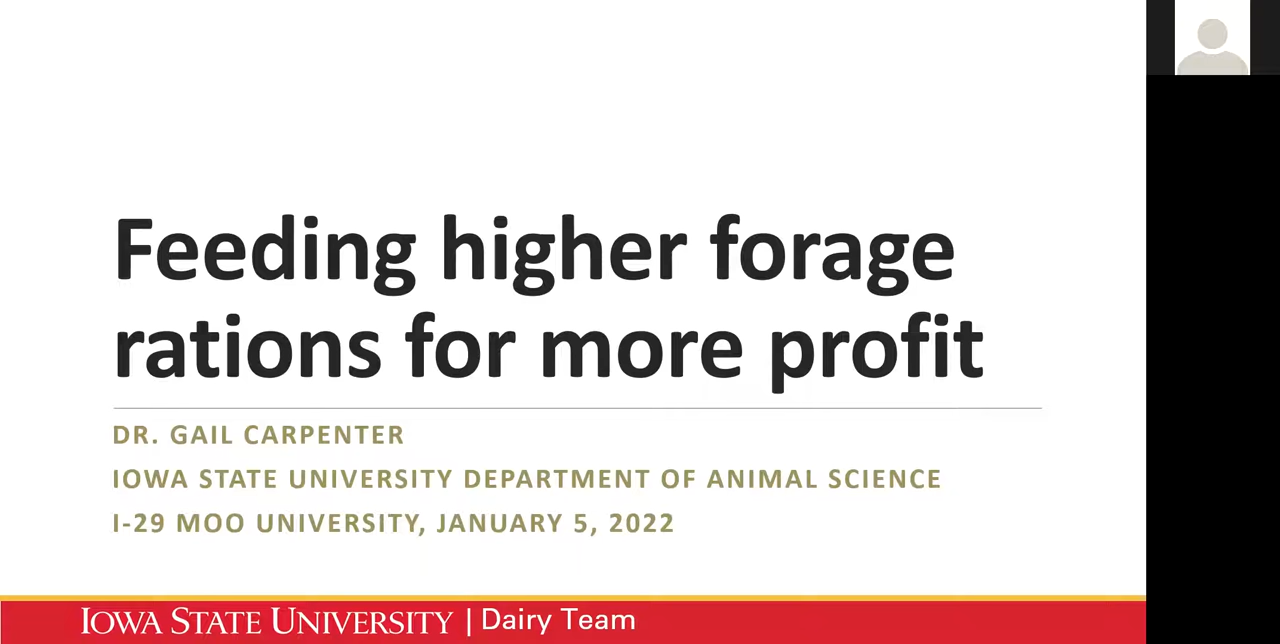 Feeding higher forage
rations for more profit
DR. GAIL CARPENTER
IOWA STATE UNIVERSITY DEPARTMENT OF ANIMAL SCIENCE
I-29 MOO UNIVERSITY, JANUARY 5, 2022
IOWA STATE UNIVERSITY | Dairy Team